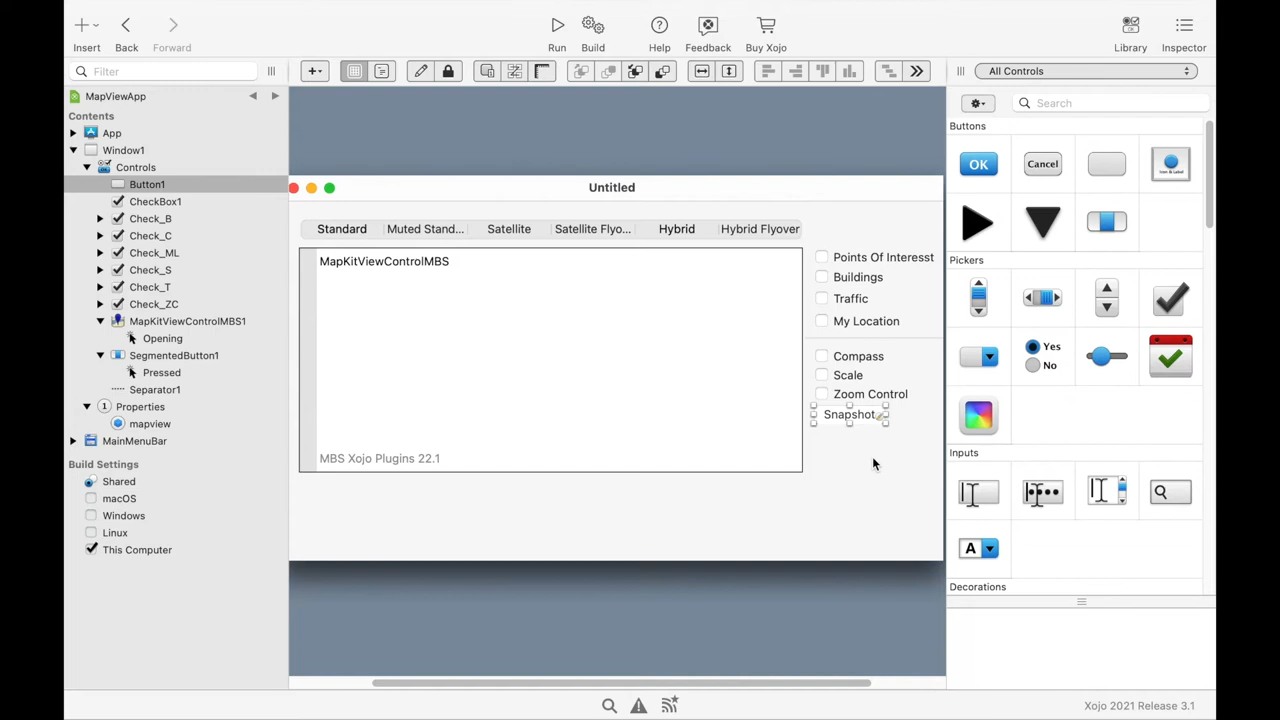 Insert
Back
Forward
Run
Build
Help
Feedback
Buy Xojo
Library
Inspector
Filter
All Controls
MapViewApp
Search
Contents
App
Window1
Controls
Button1
CheckBox1
Check_B
Check_C
Check_ML
Check_S
Check_T
Check_ZC
MapKitViewControlMBS1
Opening
SegmentedButton1
Pressed
Separator1
Properties
mapview
MainMenuBar
Build Settings
Shared
macOS
Windows
Linux
This Computer
Untitled
Standard
Muted Stand...
Satellite
Satellite Flyo...
Hybrid
Hybrid Flyover
MapKitViewControlMBS
MBS Xojo Plugins 22.1
Points Of Interesst
Buildings
Traffic
My Location
Compass
Scale
Zoom Control
Snapshot
Buttons
OK
Cancel
Icon & Label
Pickers
Yes
No
Inputs
A
Decorations
Xojo 2021 Release 3.1